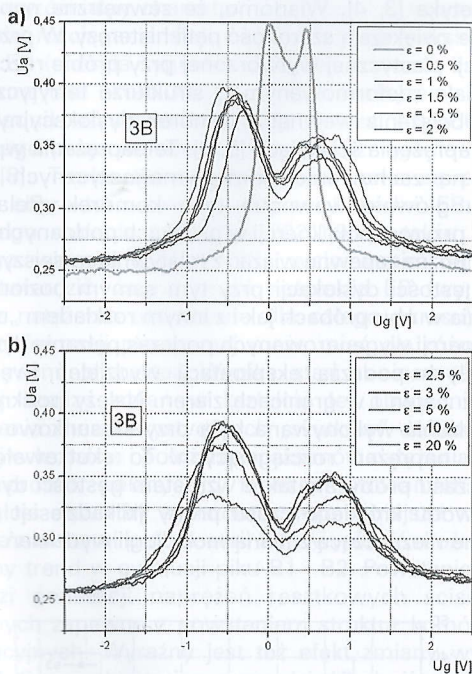 a)
Ua [V]
0,45
0,40
0,35
0,30
0,25
3B
ε = 0 %
ε = 0.5 %
ε = 1 %
ε = 1.5 %
ε = 1.5 %
ε = 2 %
-2 -1 0 1 2
Ug [V]
b)
Ua [V]
0,45
0,40
0,35
0,30
0,25
3B
ε = 2.5 %
ε = 3 %
ε = 5 %
ε = 10 %
ε = 20 %
-2 -1 0 1 2
Ug [V]